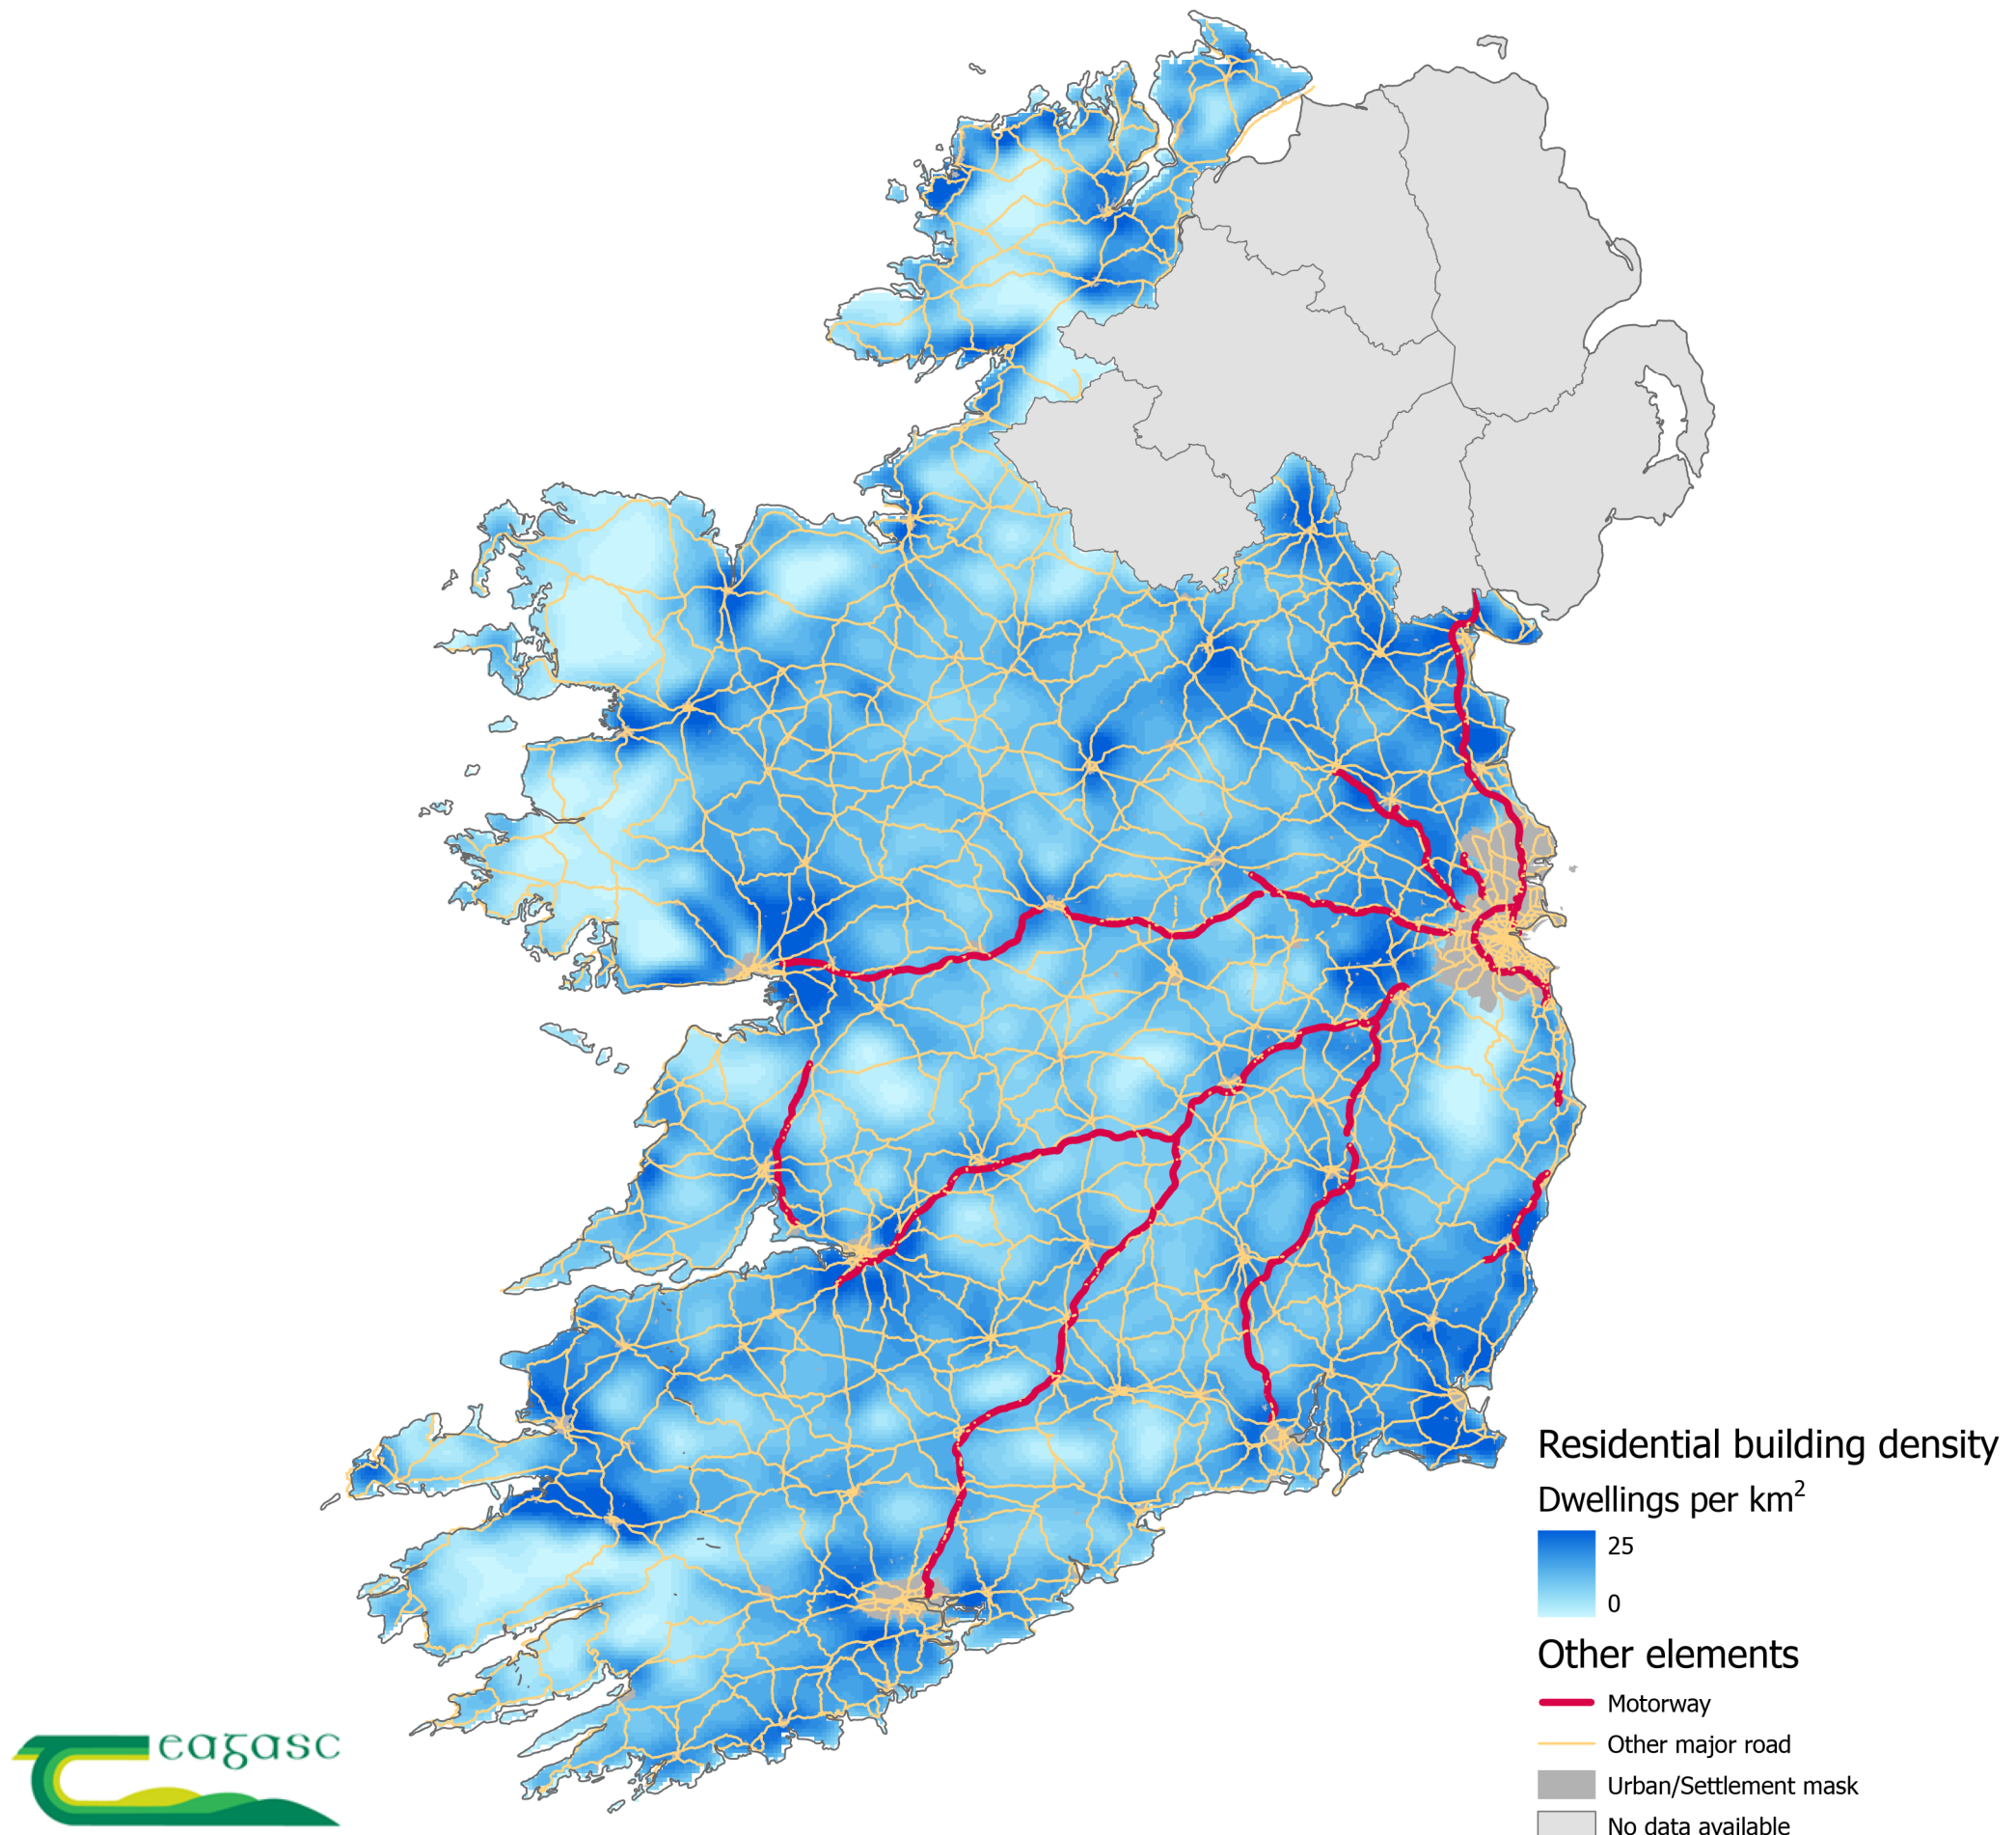 Residential building density
Dwellings per km²
25
0
Other elements
Motorway
Other major road
Urban/Settlement mask
No data available
eagasc